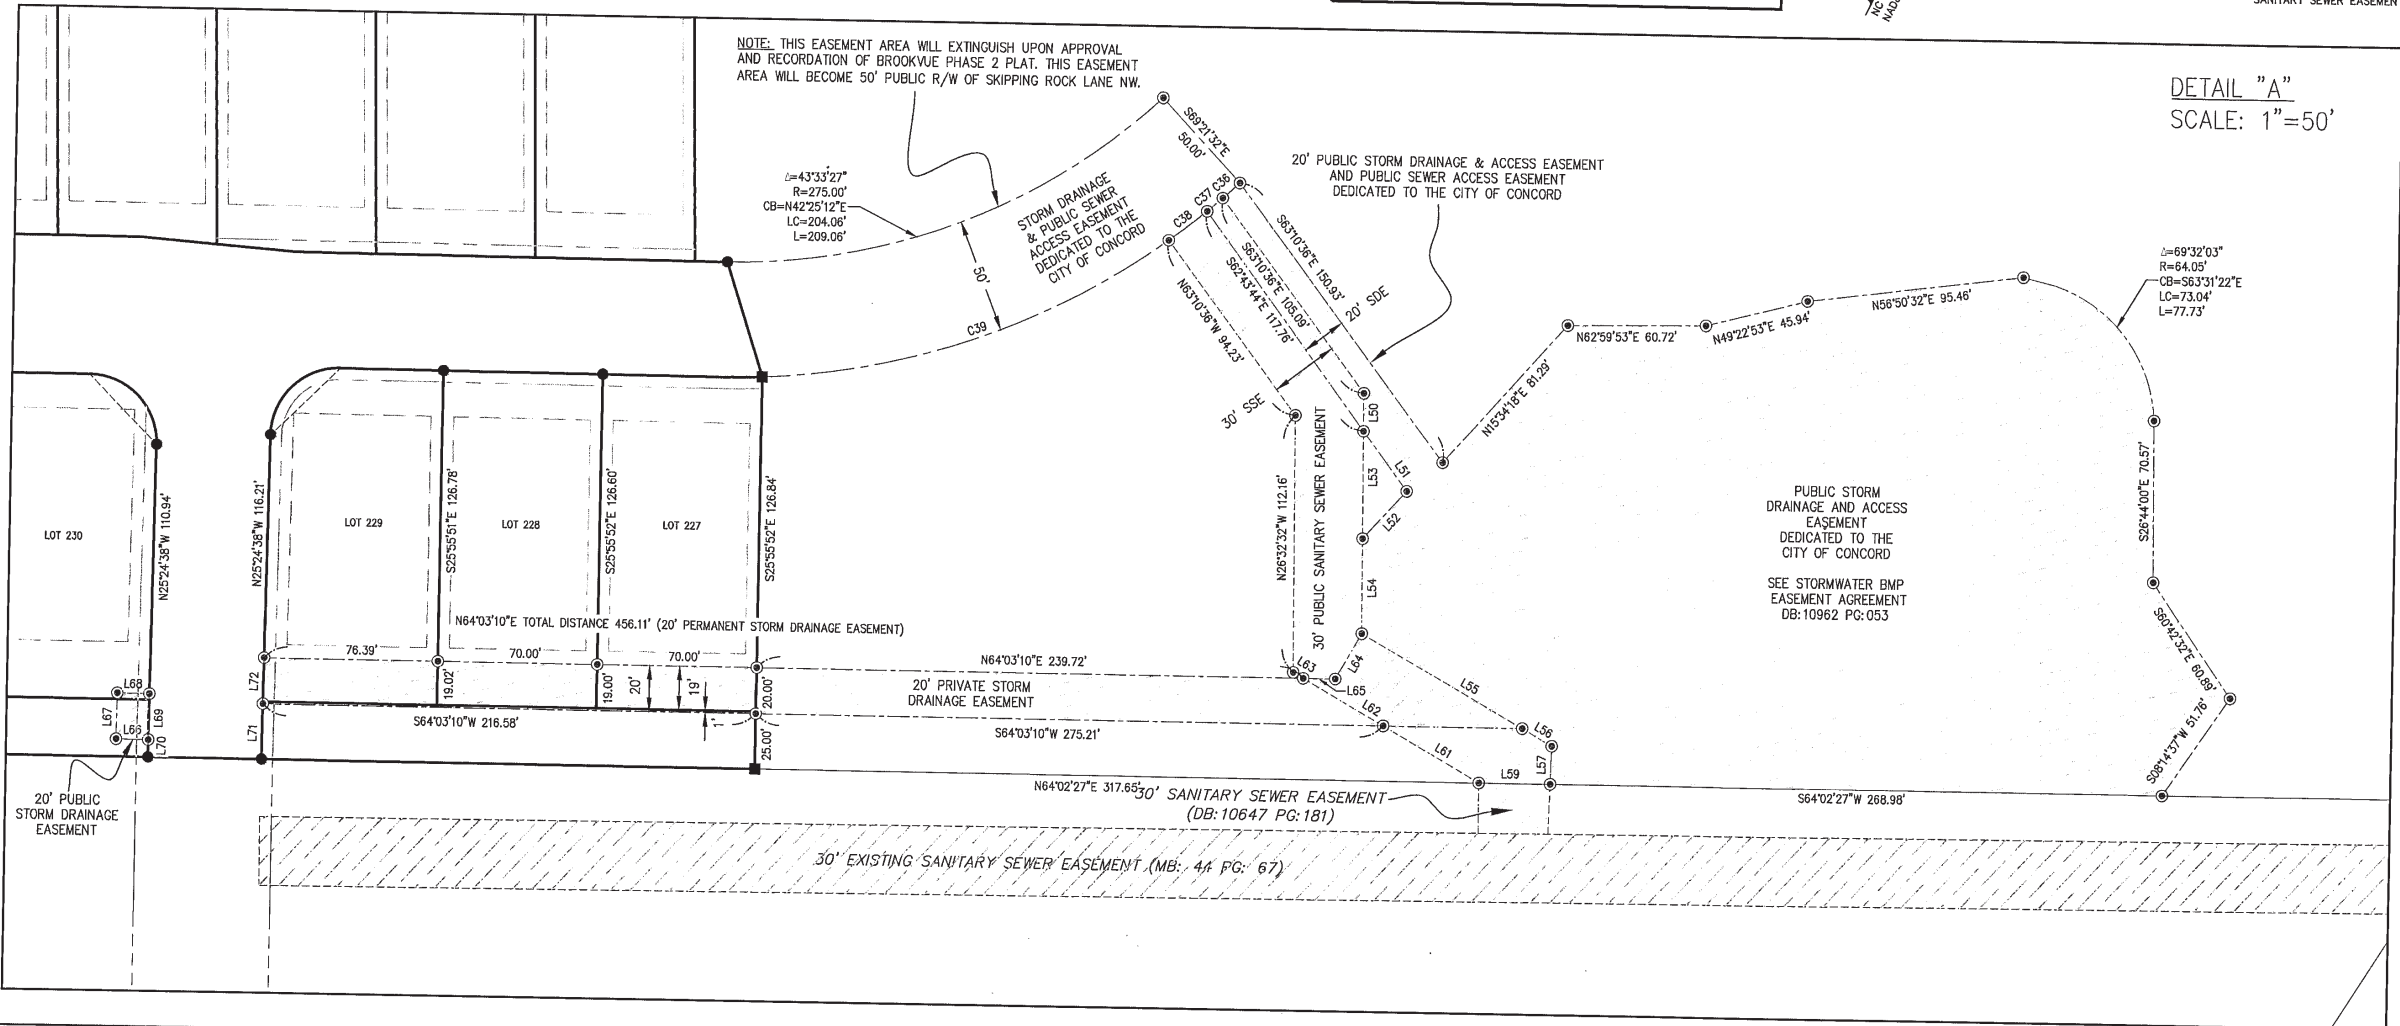 SANITARY SEWER EASEMEN
NC
NAD
NOTE: THIS EASEMENT AREA WILL EXTINGUISH UPON APPROVAL
AND RECORDATION OF BROOKVUE PHASE 2 PLAT. THIS EASEMENT
AREA WILL BECOME 50' PUBLIC R/W OF SKIPPING ROCK LANE NW.
DETAIL "A"
SCALE: 1"=50'
Δ=43°33'27"
R=275.00'
CB=N42°25'12"E
LC=204.06'
L=209.06'
STORM DRAINAGE
& PUBLIC SEWER
ACCESS EASEMENT
DEDICATED TO THE
CITY OF CONCORD
50'
C39
S69°21'32"E
50.00'
C36
C37
C38
20' PUBLIC STORM DRAINAGE & ACCESS EASEMENT
AND PUBLIC SEWER ACCESS EASEMENT
DEDICATED TO THE CITY OF CONCORD
S63°10'36"E 150.93'
S63°10'36"E 105.09'
S62°43'44"E 117.76'
N63°10'36"W 94.23'
20' SDE
30' SSE
Δ=69°32'03"
R=64.05'
CB=S63°31'22"E
LC=73.04'
L=77.73'
N15°34'18"E 81.29'
N62°59'53"E 60.72'
N49°22'53"E 45.94'
N56°50'32"E 95.46'
S26°44'00"E 70.57'
S60°42'32"E 60.89'
S08°14'37"W 51.76'
PUBLIC STORM
DRAINAGE AND ACCESS
EASEMENT
DEDICATED TO THE
CITY OF CONCORD
SEE STORMWATER BMP
EASEMENT AGREEMENT
DB:10962 PG:053
L50
L51
L53
L52
L54
N26°32'32"W 112.16'
30' PUBLIC SANITARY SEWER EASEMENT
LOT 230
N25°24'38"W 110.94'
N25°24'38"W 116.21'
LOT 229
S25°55'51"E 126.78'
LOT 228
S25°55'52"E 126.60'
LOT 227
S25°55'52"E 126.84'
N64°03'10"E TOTAL DISTANCE 456.11' (20' PERMANENT STORM DRAINAGE EASEMENT)
76.39'
70.00'
70.00'
N64°03'10"E 239.72'
20' PRIVATE STORM
DRAINAGE EASEMENT
L63
L64
L65
L55
L62
L56
L61
L57
L59
L68
L67
L69
L66
L70
L72
L71
19.02'
19.00'
20'
19'
1'
20.00'
25.00'
S64°03'10"W 216.58'
S64°03'10"W 275.21'
N64°02'27"E 317.65'
30' SANITARY SEWER EASEMENT
(DB:10647 PG:181)
S64°02'27"W 268.98'
20' PUBLIC
STORM DRAINAGE
EASEMENT
30' EXISTING SANITARY SEWER EASEMENT (MB: 44 PG: 67)